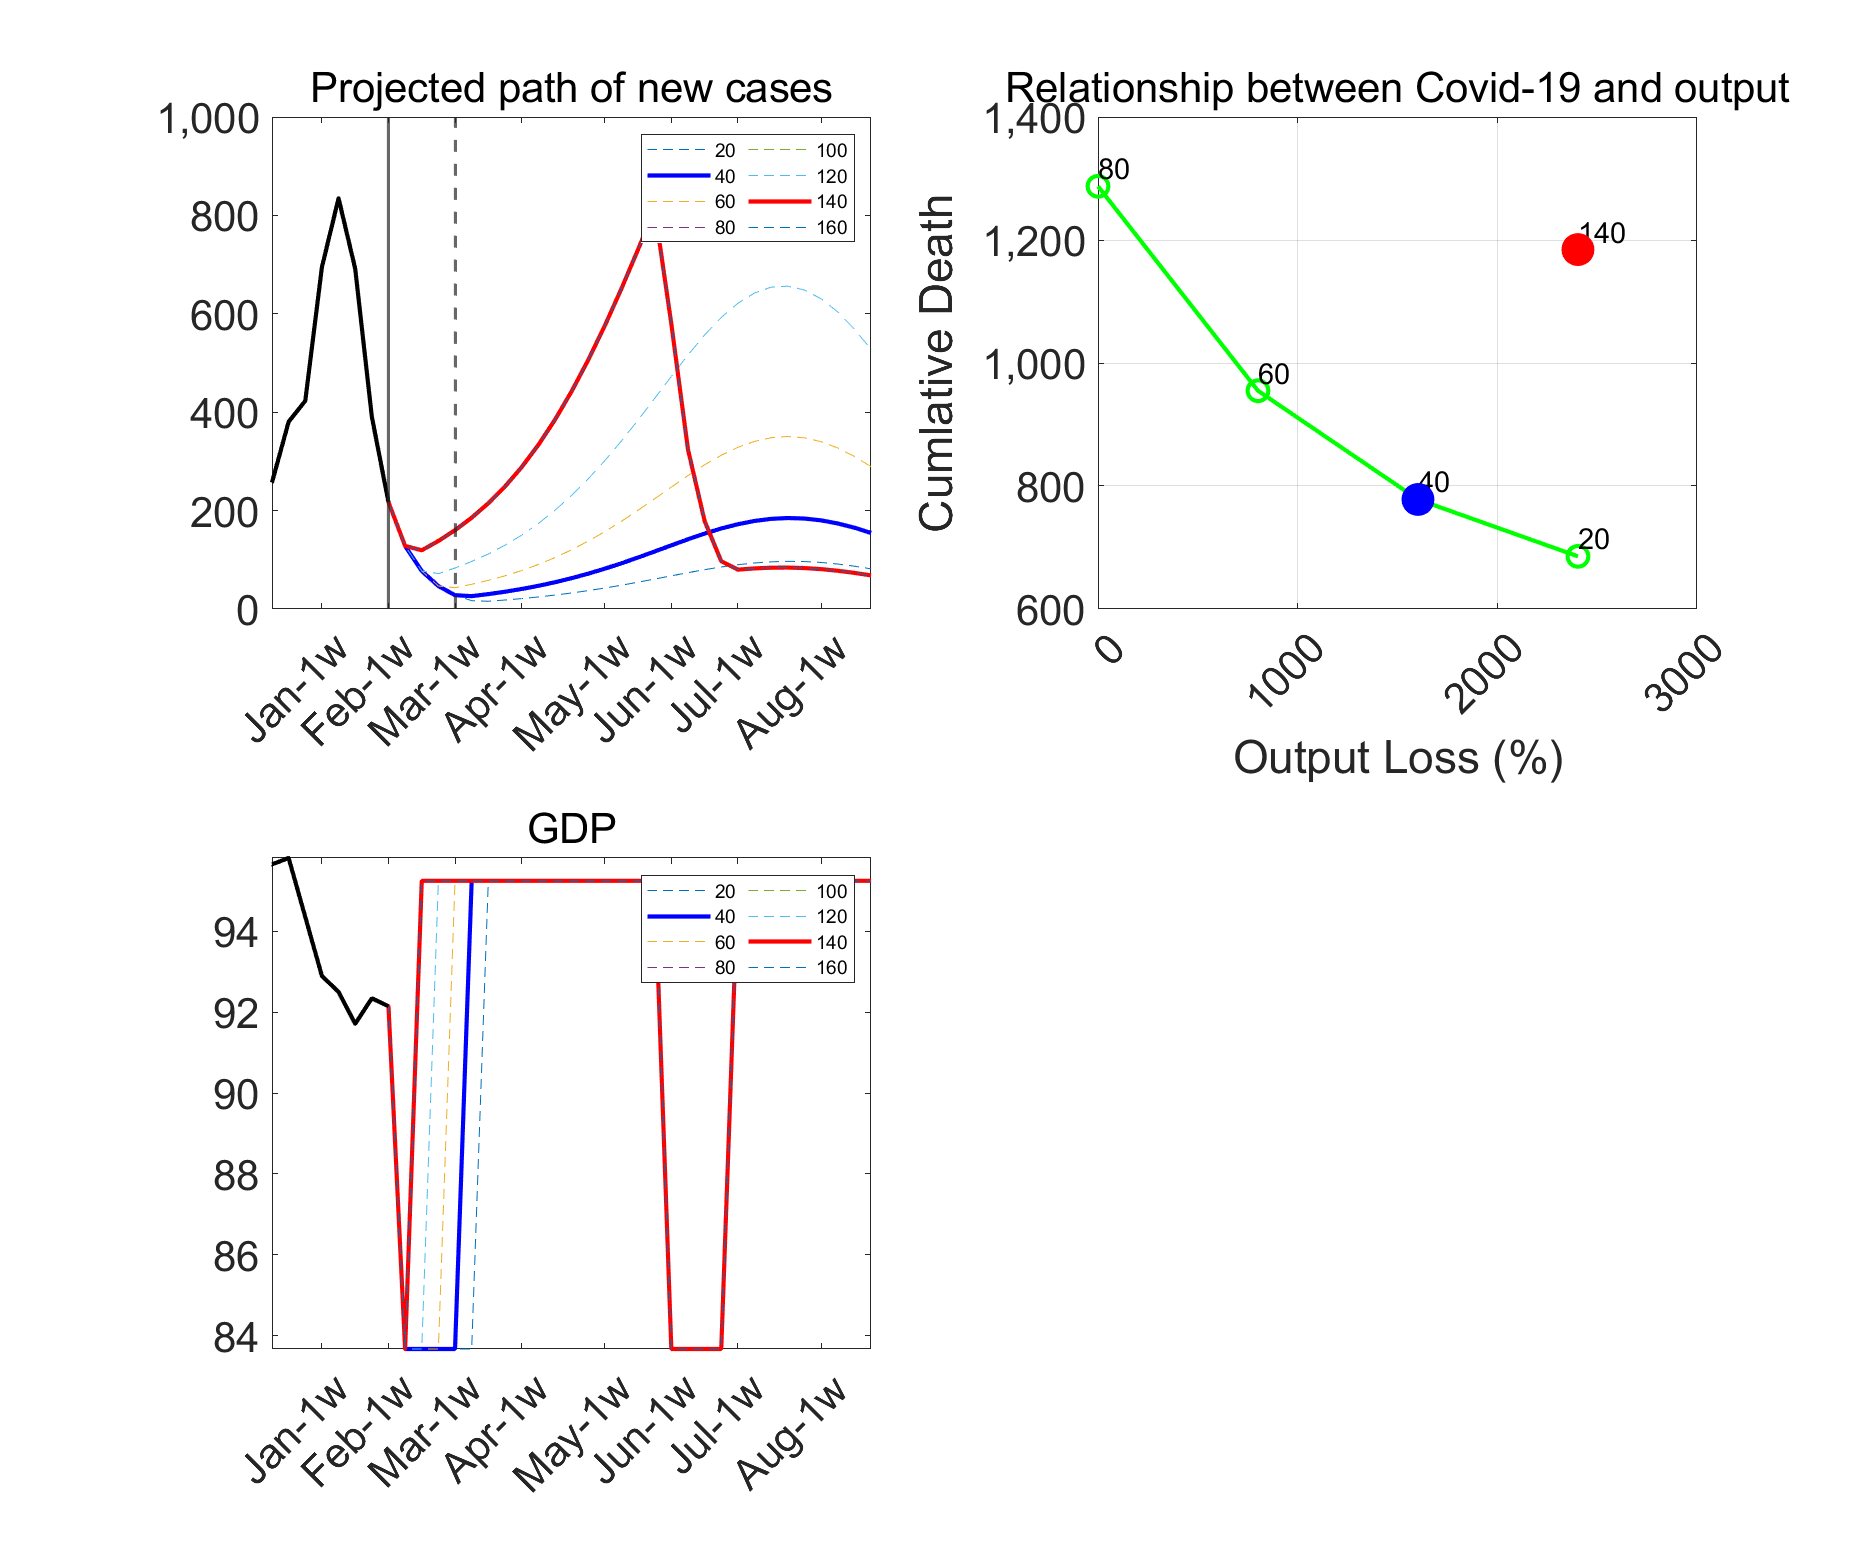 Projected path of new cases
1,000
800
600
400
200
0
20
40
60
80
100
120
140
160
Jan-1w
Feb-1w
Mar-1w
Apr-1w
May-1w
Jun-1w
Jul-1w
Aug-1w
Relationship between Covid-19 and output
Cumlative Death
1,400
1,200
1,000
800
600
80
60
40
20
140
0
1000
2000
3000
Output Loss (%)
GDP
94
92
90
88
86
84
20
40
60
80
100
120
140
160
Jan-1w
Feb-1w
Mar-1w
Apr-1w
May-1w
Jun-1w
Jul-1w
Aug-1w